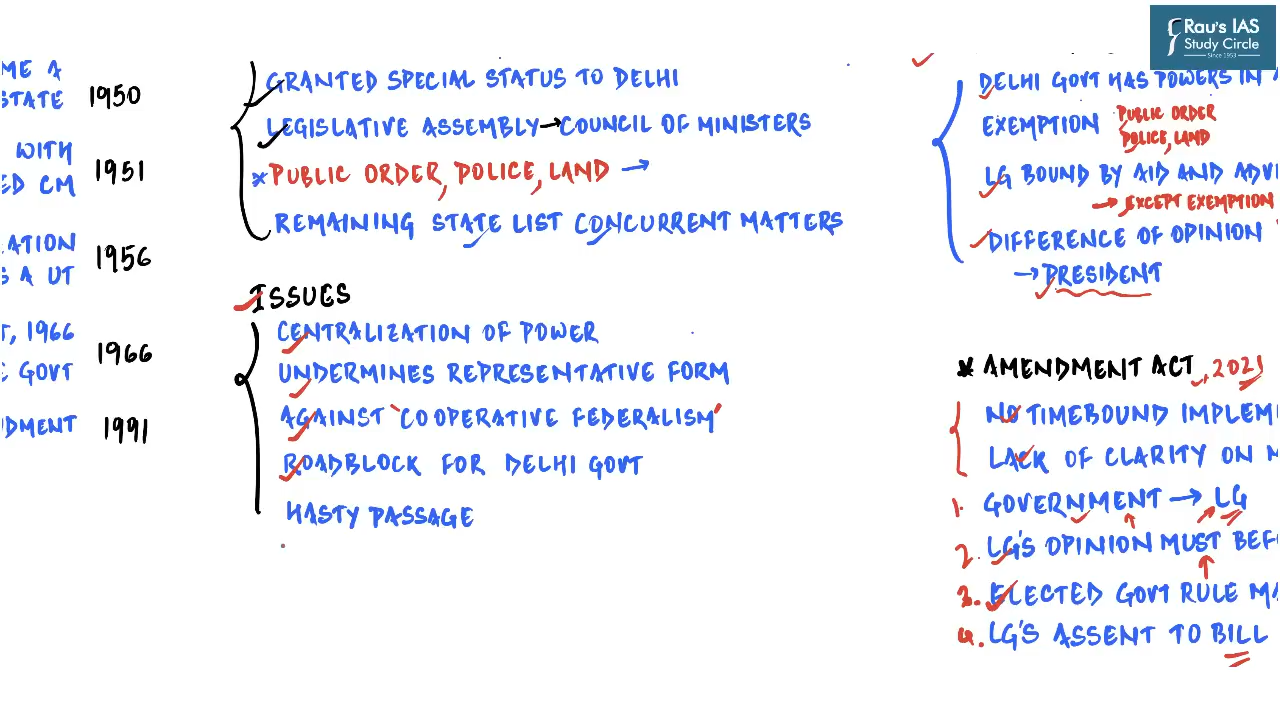 Rau's IAS
Study Circle
Since 1953
ME A
STATE 1950
WITH
ED CM 1951
ATION
S A UT 1956
T, 1966
E GOVT 1966
DMENT 1991
GRANTED SPECIAL STATUS TO DELHI
LEGISLATIVE ASSEMBLY → COUNCIL OF MINISTERS
* PUBLIC ORDER, POLICE, LAND →
REMAINING STATE LIST CONCURRENT MATTERS
ISSUES
CENTRALIZATION OF POWER
UNDERMINES REPRESENTATIVE FORM
AGAINST 'COOPERATIVE FEDERALISM'
ROADBLOCK FOR DELHI GOVT
HASTY PASSAGE
DELHI GOVT HAS POWERS IN
EXEMPTION PUBLIC ORDER
POLICE, LAND
LG BOUND BY AID AND ADVI
→ EXCEPT EXEMPTION
DIFFERENCE OF OPINION
→ PRESIDENT
* AMENDMENT ACT, 2021
NO TIMEBOUND IMPLEM
LACK OF CLARITY ON M
1. GOVERNMENT → LG
2. LG'S OPINION MUST BEF
3. ELECTED GOVT RULE MA
4. LG'S ASSENT TO BILL